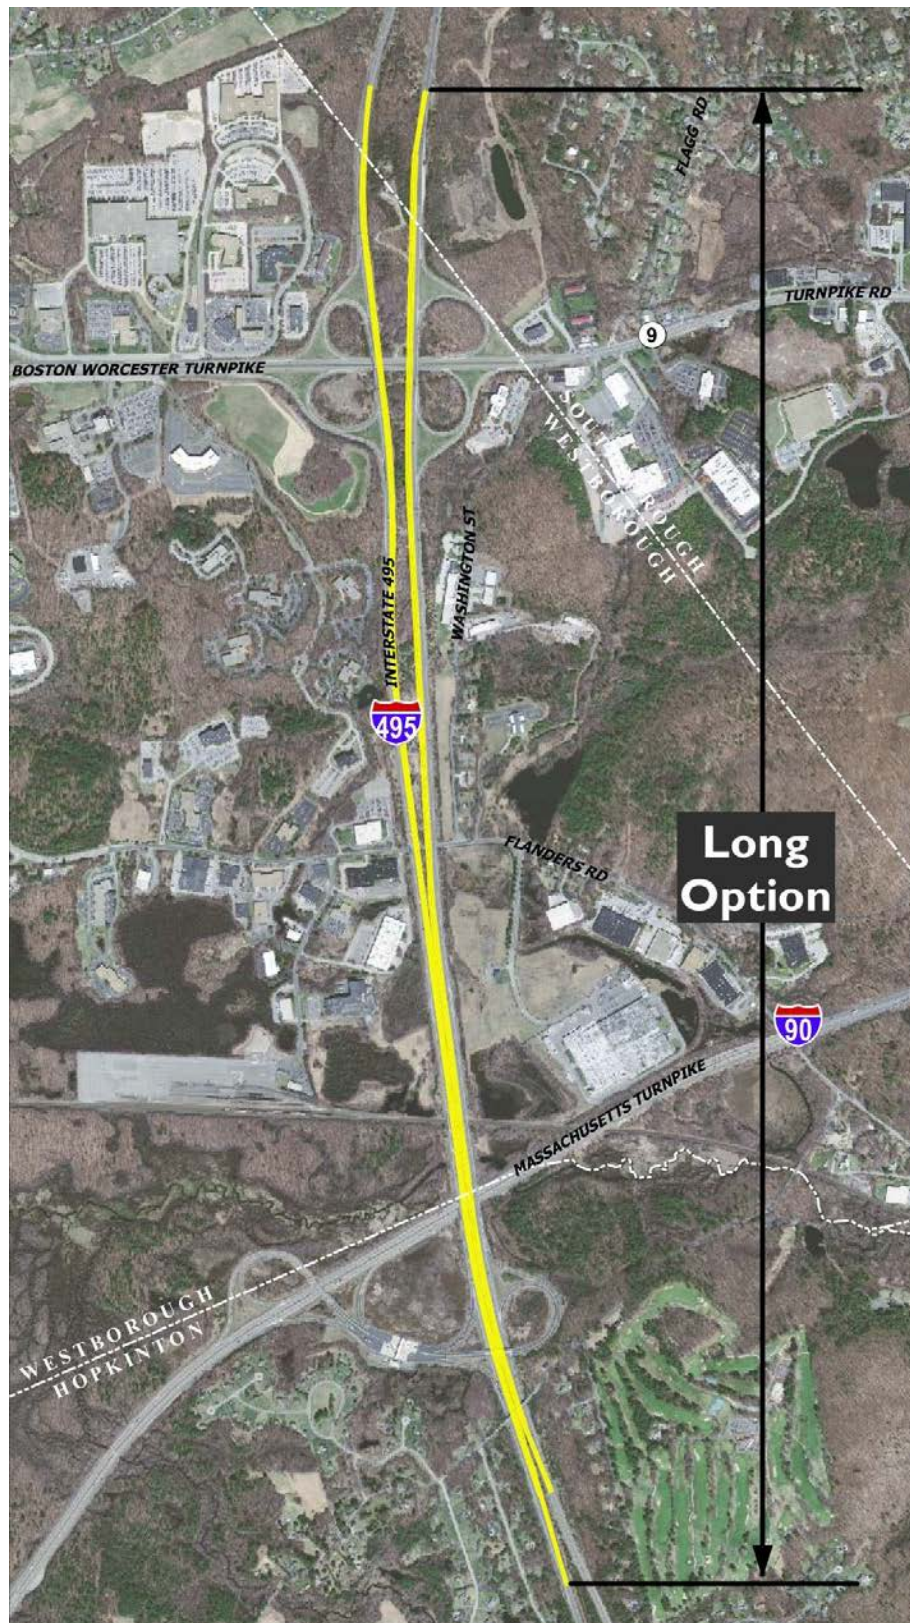 FLAGG RD
TURNPIKE RD
9
BOSTON WORCESTER TURNPIKE
WASHINGTON ST
INTERSTATE 495
495
FLANDERS RD
Long
Option
90
MASSACHUSETTS TURNPIKE
WESTBOROUGH
HOPKINTON
WESTBOROUGH